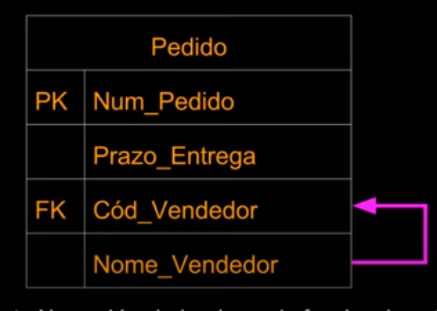 Pedido
PK Num_Pedido
Prazo_Entrega
FK Cód_Vendedor
Nome_Vendedor